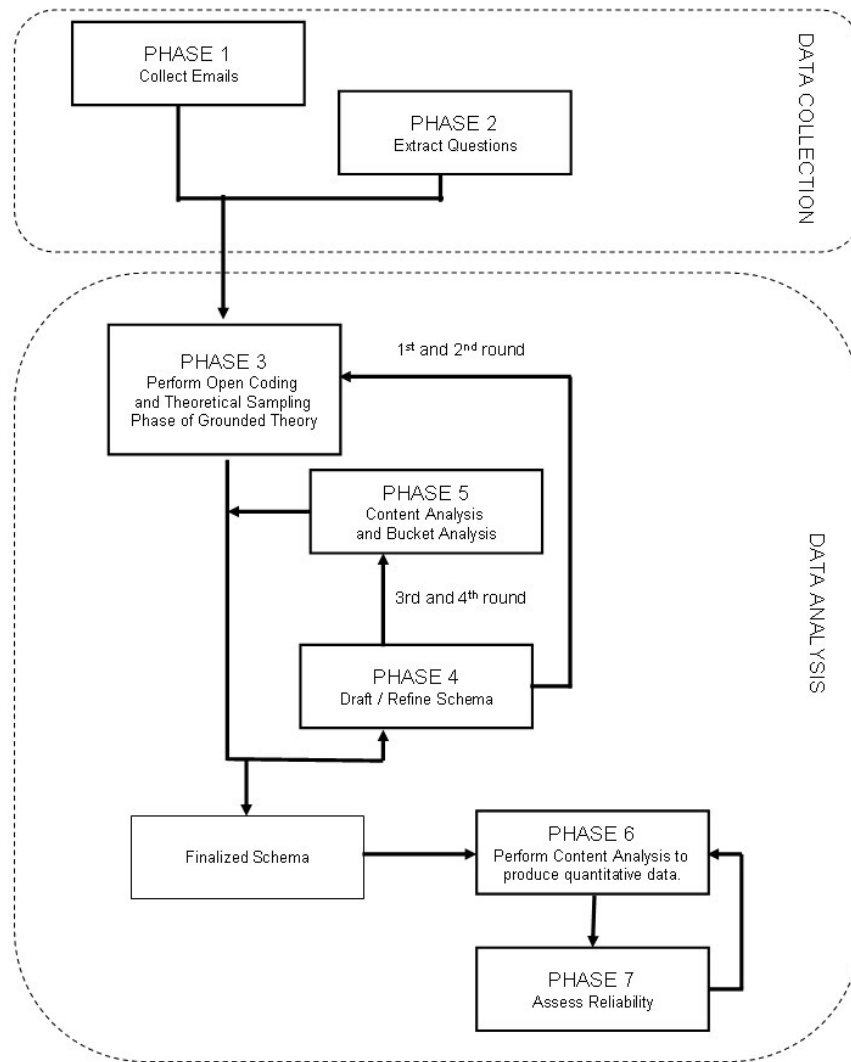 PHASE 1
Collect Emails
PHASE 2
Extract Questions
DATA COLLECTION
PHASE 3
Perform Open Coding
and Theoretical Sampling
Phase of Grounded Theory
1st and 2nd round
PHASE 5
Content Analysis
and Bucket Analysis
3rd and 4th round
PHASE 4
Draft / Refine Schema
DATA ANALYSIS
Finalized Schema
PHASE 6
Perform Content Analysis to
produce quantitative data.
PHASE 7
Assess Reliability